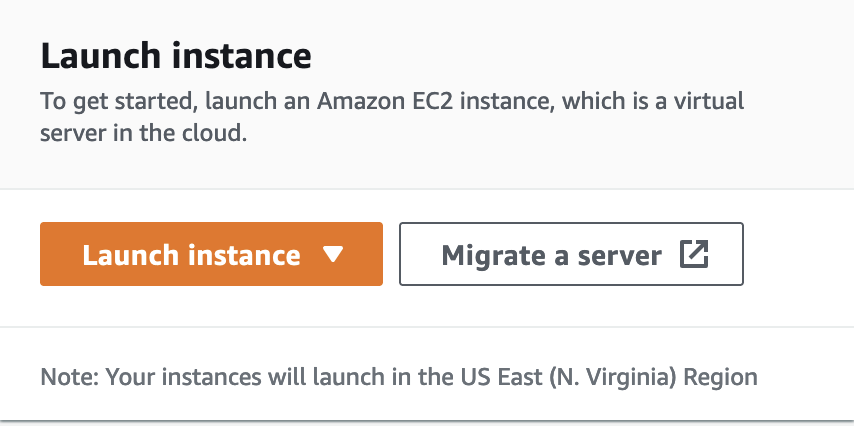 Launch instance
To get started, launch an Amazon EC2 instance, which is a virtual
server in the cloud.
Launch instance
Migrate a server
Note: Your instances will launch in the US East (N. Virginia) Region